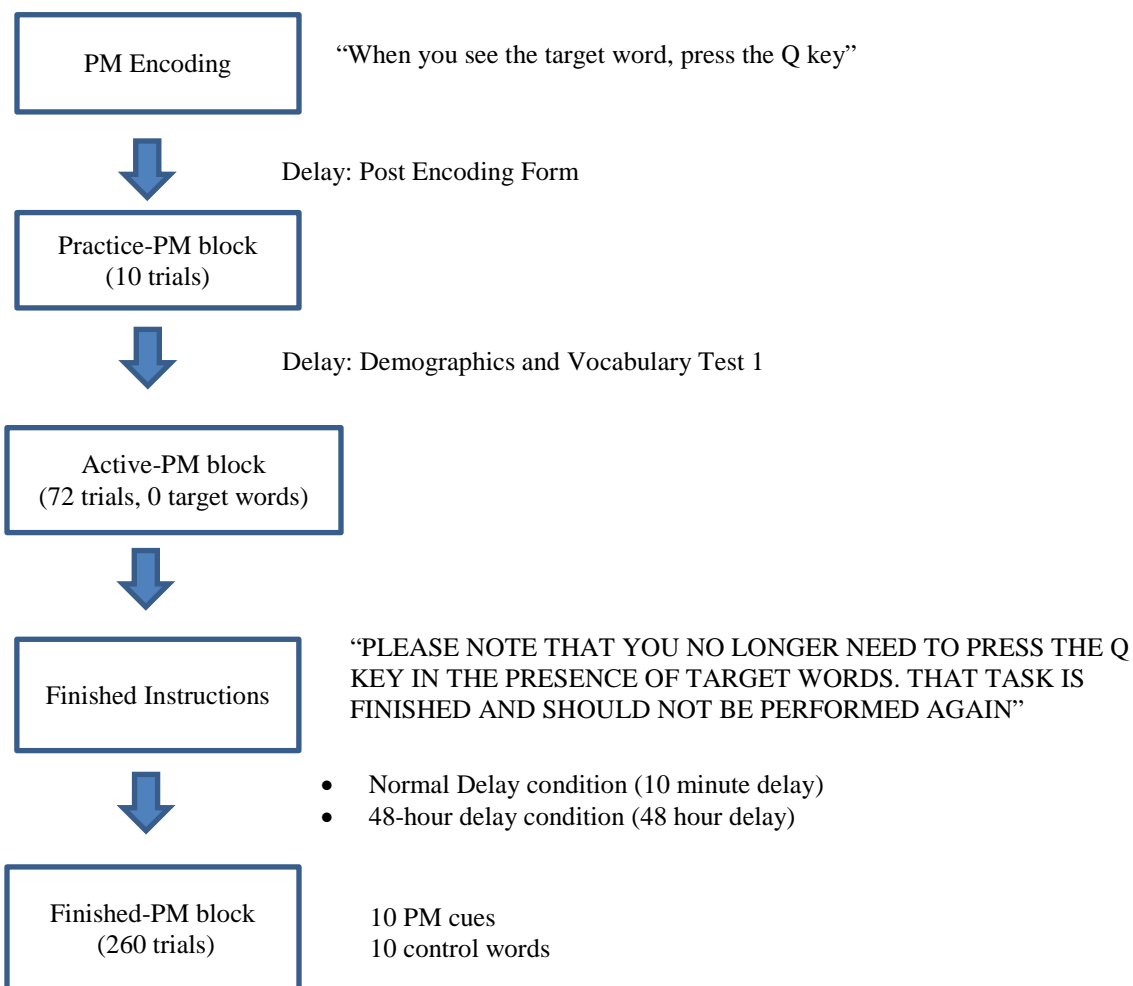 PM Encoding
“When you see the target word, press the Q key”
Delay: Post Encoding Form
Practice-PM block
(10 trials)
Delay: Demographics and Vocabulary Test 1
Active-PM block
(72 trials, 0 target words)
Finished Instructions
“PLEASE NOTE THAT YOU NO LONGER NEED TO PRESS THE Q
KEY IN THE PRESENCE OF TARGET WORDS. THAT TASK IS
FINISHED AND SHOULD NOT BE PERFORMED AGAIN”
• Normal Delay condition (10 minute delay)
• 48-hour delay condition (48 hour delay)
Finished-PM block
(260 trials)
10 PM cues
10 control words